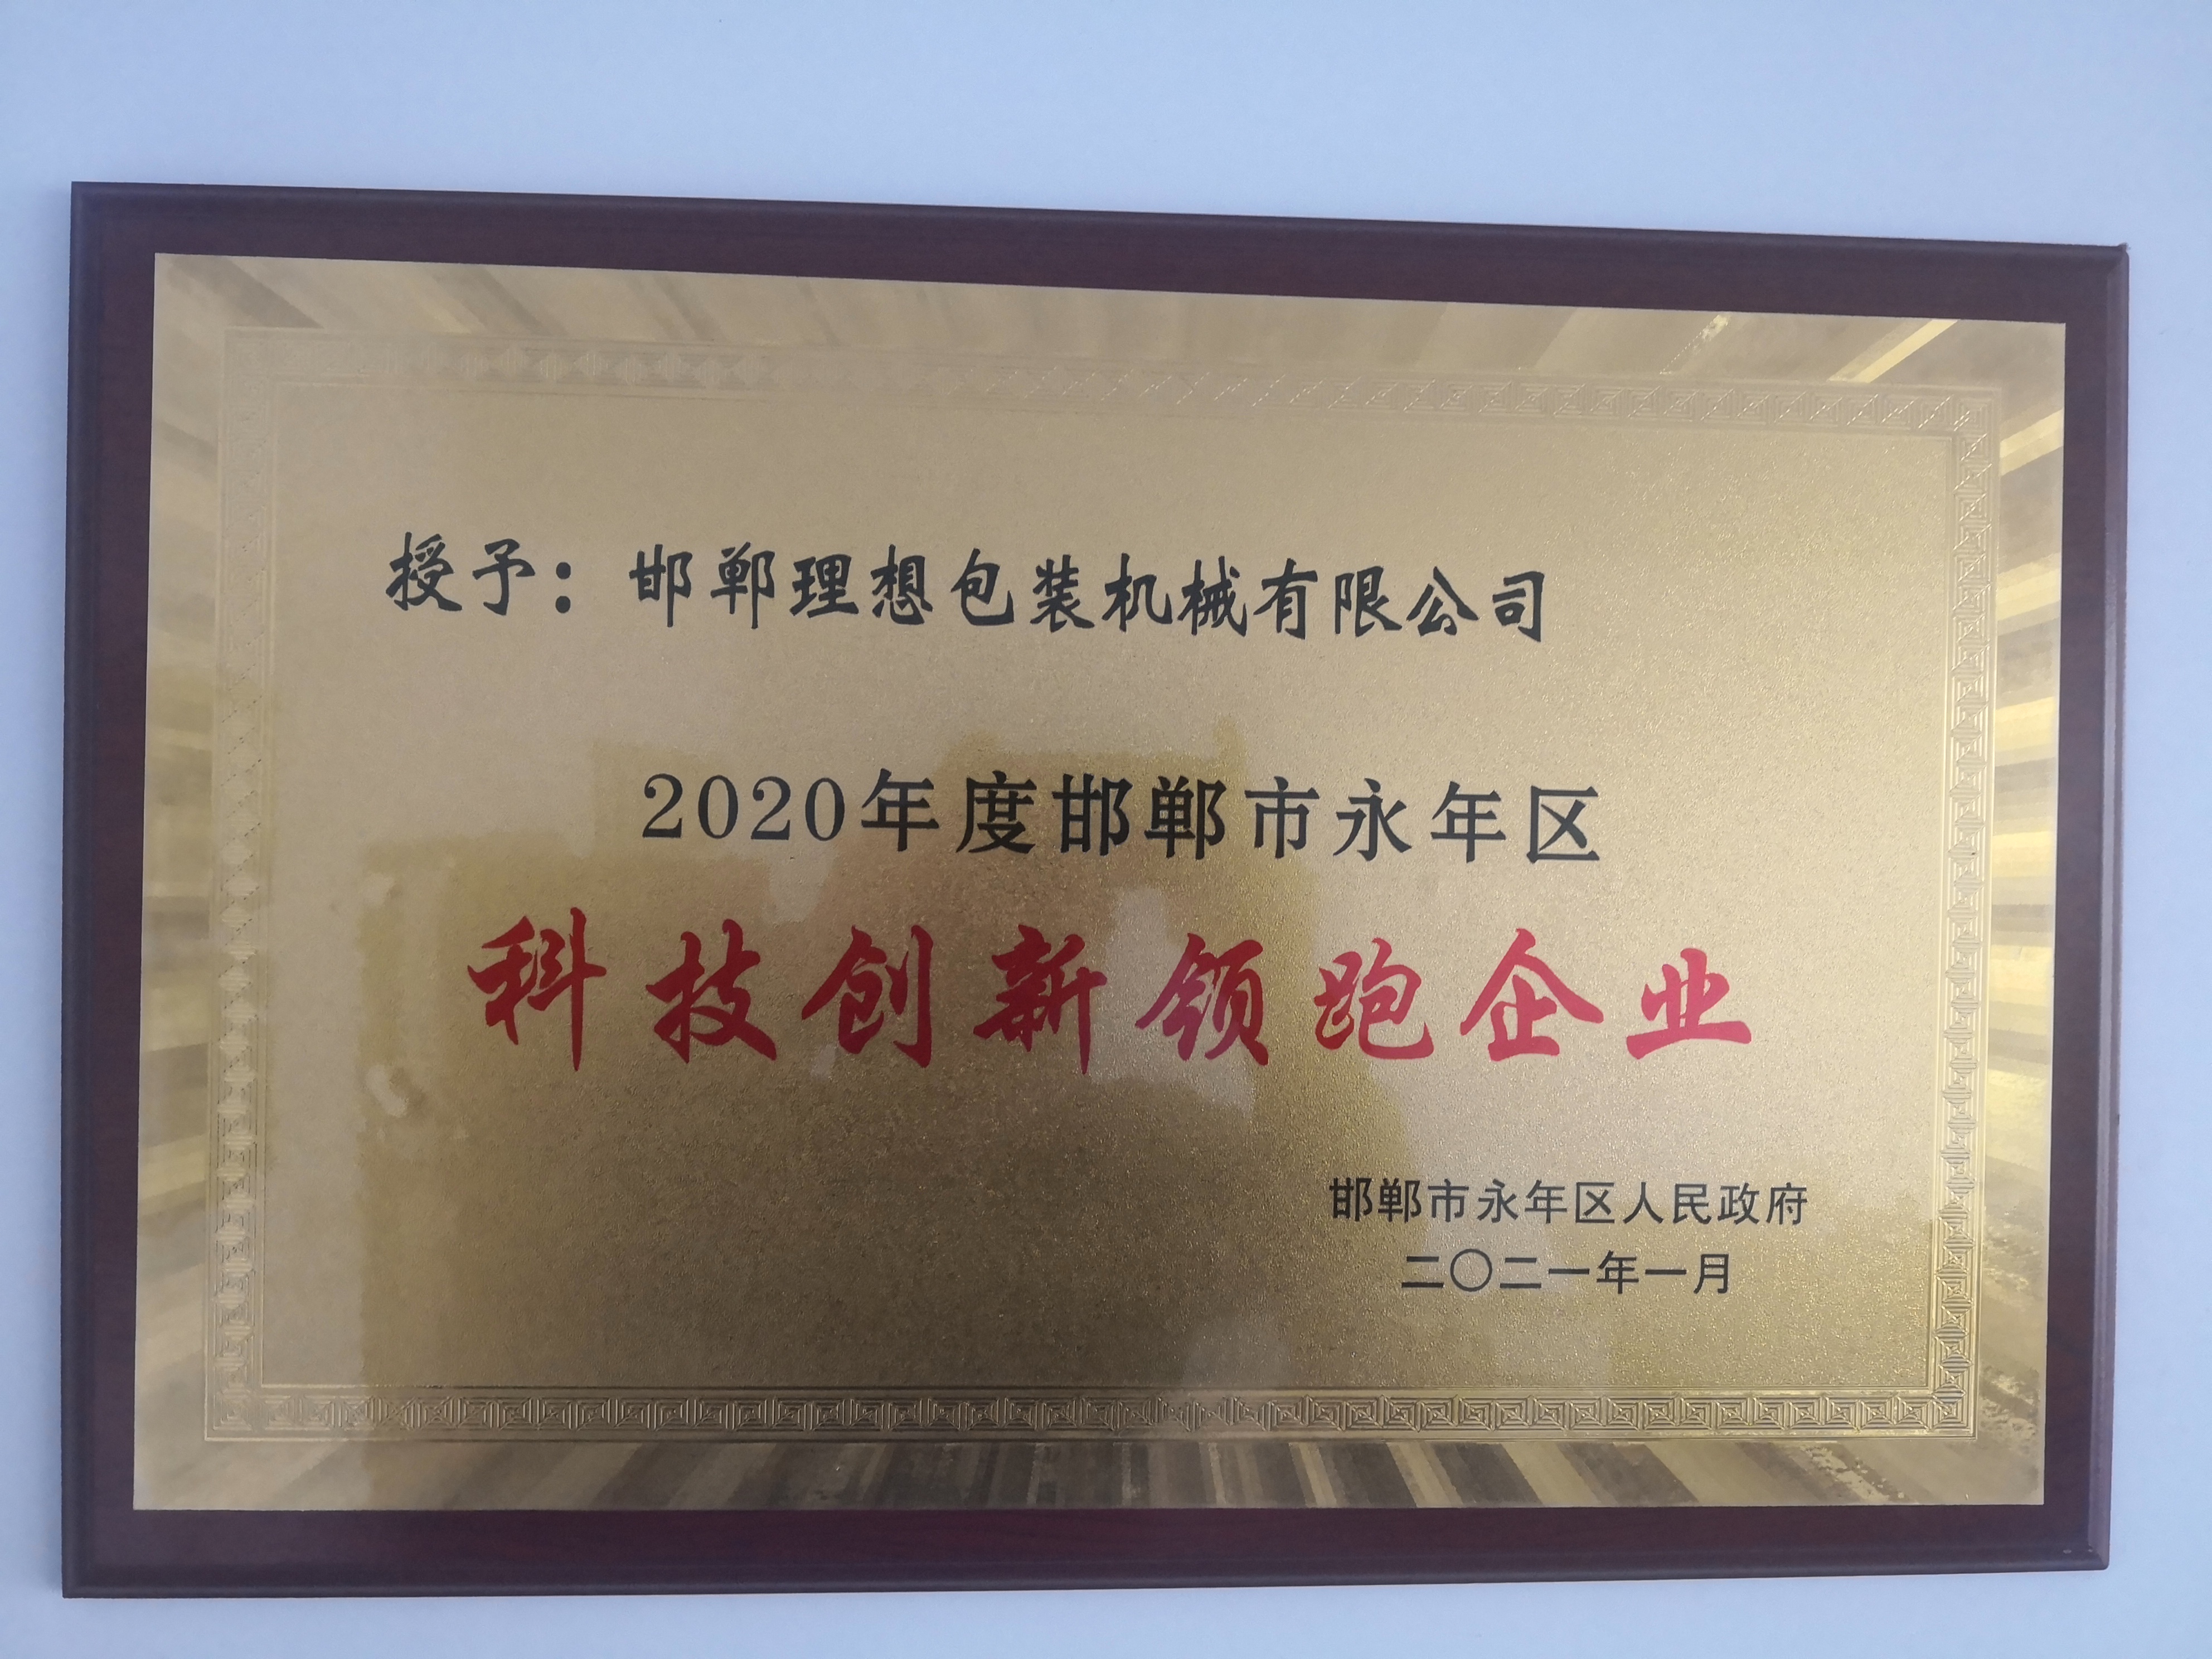 授予：邯郸理想包装机械有限公司
2020年度邯郸市永年区
科技创新领跑企业
邯郸市永年区人民政府
二〇二一年一月